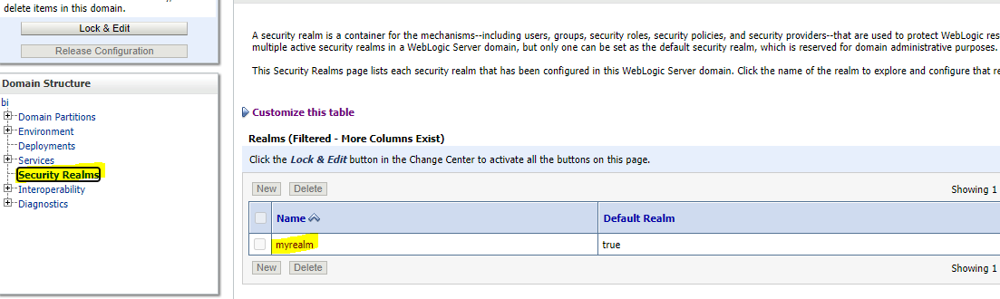 delete items in this domain.
Lock & Edit
Release Configuration
Domain Structure
bi
Domain Partitions
Environment
Deployments
Services
Security Realms
Interoperability
Diagnostics
A security realm is a container for the mechanisms--including users, groups, security roles, security policies, and security providers--that are used to protect WebLogic res
multiple active security realms in a WebLogic Server domain, but only one can be set as the default security realm, which is reserved for domain administrative purposes.
This Security Realms page lists each security realm that has been configured in this WebLogic Server domain. Click the name of the realm to explore and configure that re
Customize this table
Realms (Filtered - More Columns Exist)
Click the Lock & Edit button in the Change Center to activate all the buttons on this page.
New Delete Showing 1
Name Default Realm
myrealm true
New Delete Showing 1